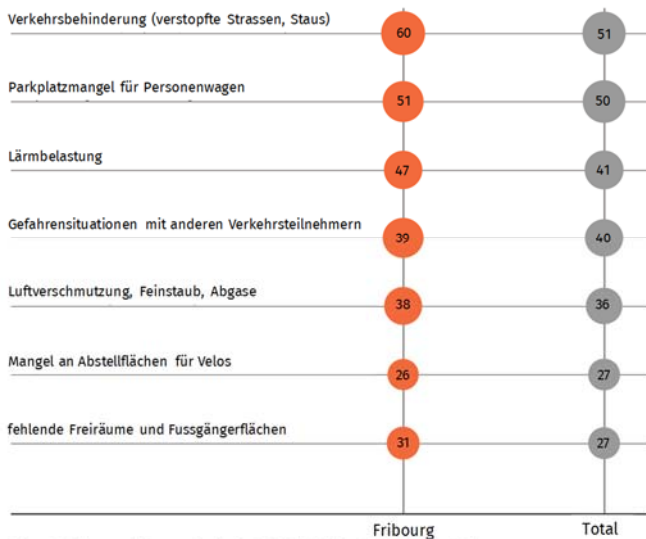 Verkehrsbehinderung (verstopfte Strassen, Staus)
60 51
Parkplatzmangel für Personenwagen
51 50
Lärmbelastung
47 41
Gefahrensituationen mit anderen Verkehrsteilnehmern
39 40
Luftverschmutzung, Feinstaub, Abgase
38 36
Mangel an Abstellflächen für Velos
26 27
fehlende Freiräume und Fussgängerflächen
31 27
Fribourg Total